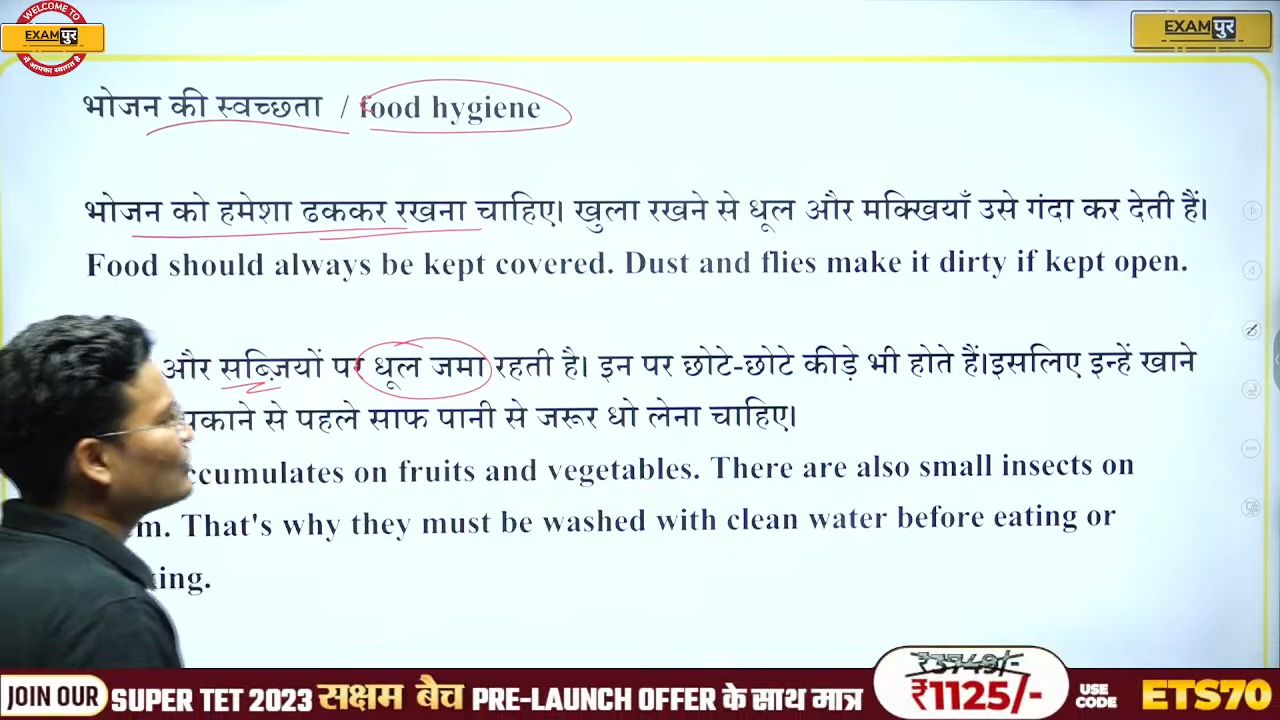 WELCOME TO
EXAMपुर
में आपका स्वागत है
EXAMपुर
भोजन की स्वच्छता / food hygiene
भोजन को हमेशा ढककर रखना चाहिए। खुला रखने से धूल और मक्खियाँ उसे गंदा कर देती हैं।
Food should always be kept covered. Dust and flies make it dirty if kept open.
और सब्ज़ियों पर धूल जमा रहती है। इन पर छोटे-छोटे कीड़े भी होते हैं।इसलिए इन्हें खाने
पकाने से पहले साफ पानी से जरूर धो लेना चाहिए।
ccumulates on fruits and vegetables. There are also small insects on
m. That's why they must be washed with clean water before eating or
king.
JOIN OUR SUPER TET 2023 सक्षम बैच PRE-LAUNCH OFFER के साथ मात्र
₹3749/-
₹1125/-
USE CODE ETS70